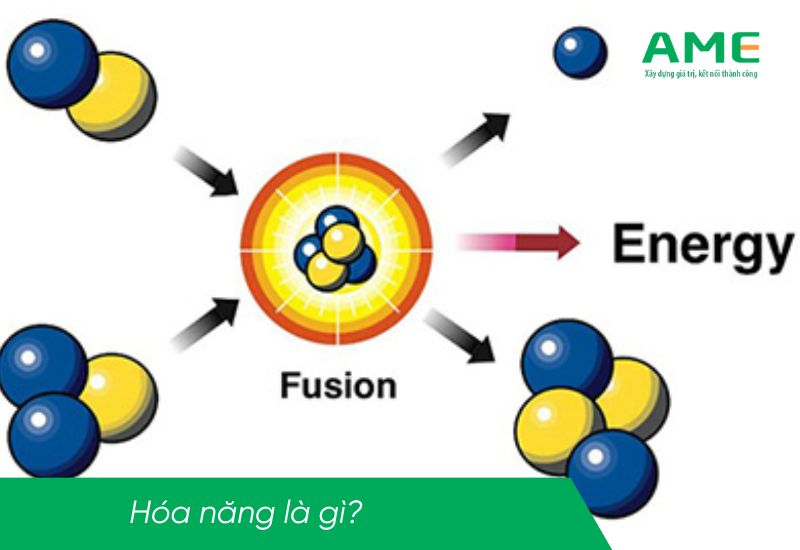 AME
Xây dựng giá trị, kết nối thành công
Energy
Fusion
Hóa năng là gì?